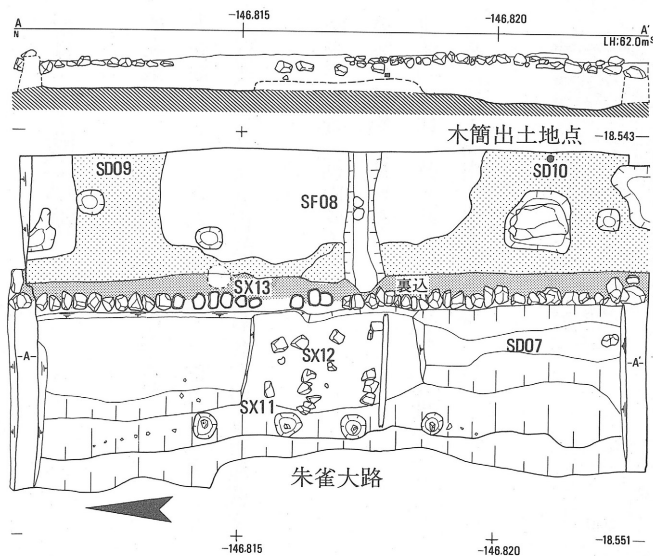 A
N
-146.815
-146.820
A'
S
LH:62.0m
木簡出土地点
-18.543
SD09
SD10
SF08
SX13
裏込
-A-
SX12
SD07
-A'-
SX11
朱雀大路
-146.815
-146.820
-18.551